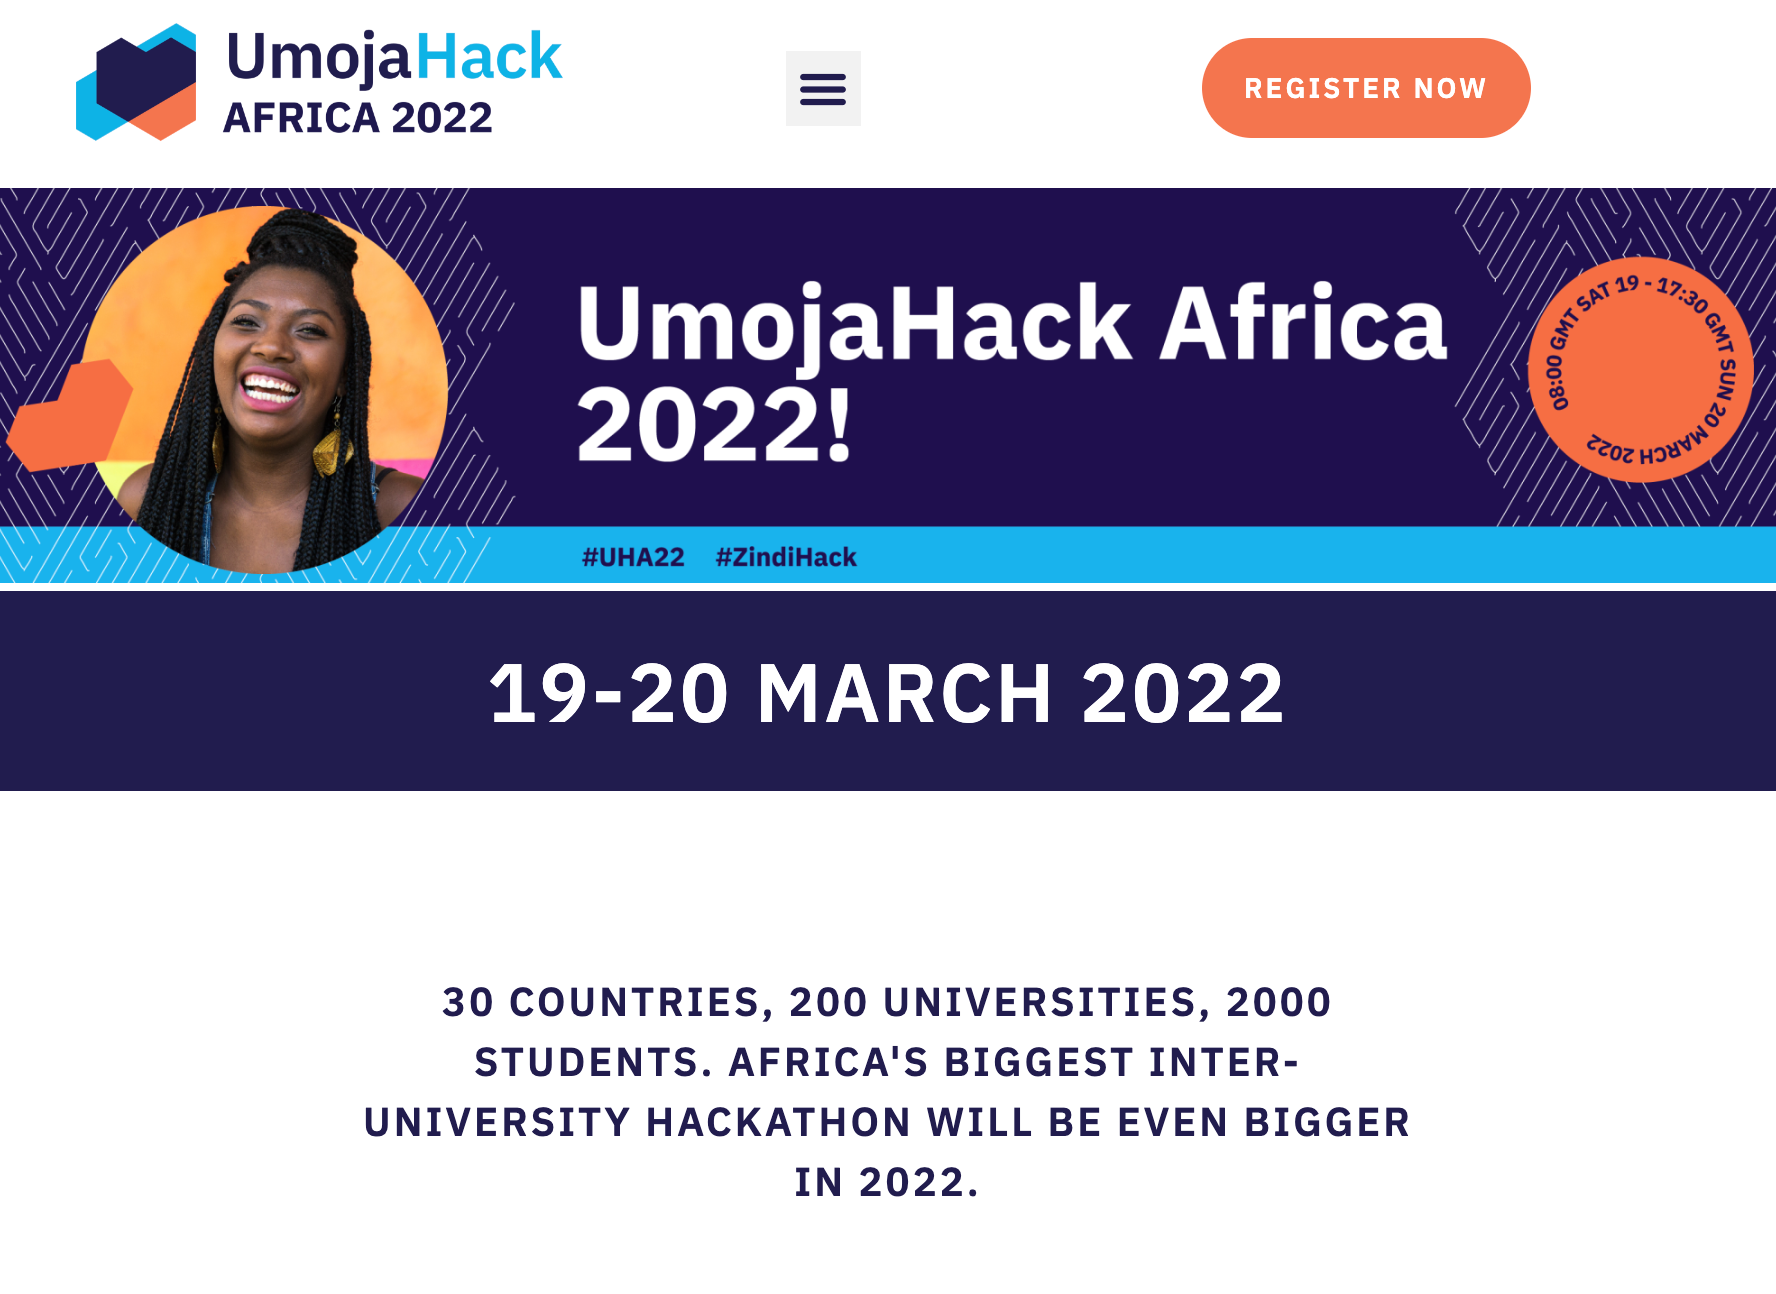 UmojaHack
AFRICA 2022
REGISTER NOW
UmojaHack Africa
2022!
08:00 GMT SAT 19 - 17:30 GMT SUN 20 MARCH 2022
#UHA22 #ZindiHack
19-20 MARCH 2022
30 COUNTRIES, 200 UNIVERSITIES, 2000
STUDENTS. AFRICA'S BIGGEST INTER-
UNIVERSITY HACKATHON WILL BE EVEN BIGGER
IN 2022.